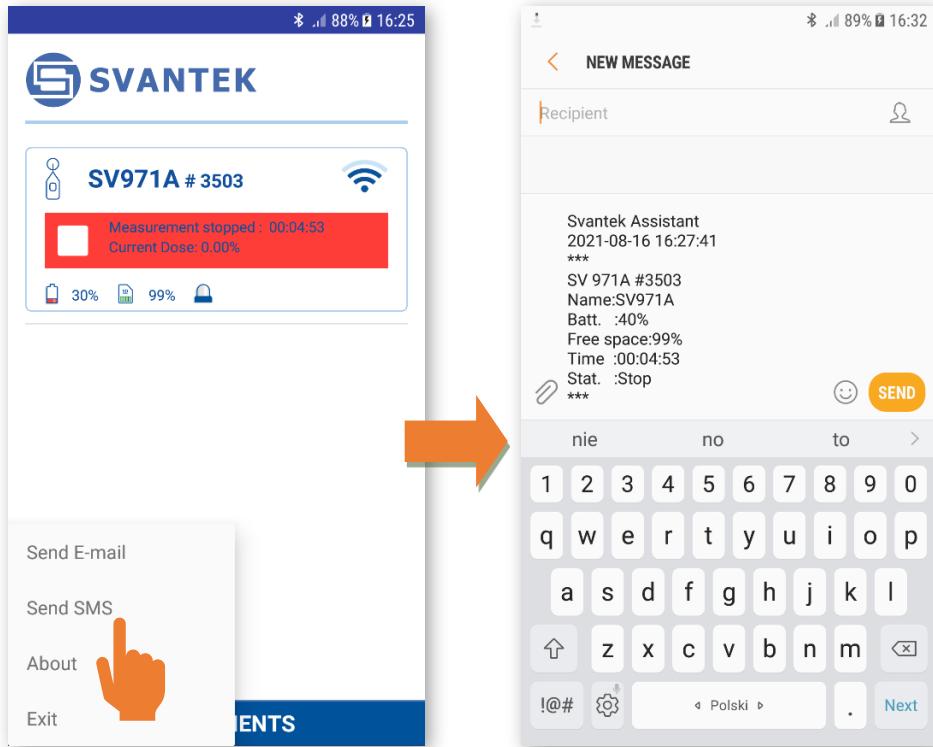 88% 16:25
SVANTEK
SV971A # 3503
Measurement stopped : 00:04:53
Current Dose: 0.00%
30% 99%
Send E-mail
Send SMS
About
Exit
MENTS
89% 16:32
NEW MESSAGE
Recipient
Svantek Assistant
2021-08-16 16:27:41
***
SV 971A #3503
Name:SV971A
Batt. :40%
Free space:99%
Time :00:04:53
Stat. :Stop
***
SEND
nie no to
1 2 3 4 5 6 7 8 9 0
q w e r t y u i o p
a s d f g h j k l
z x c v b n m
!@# Polski . Next